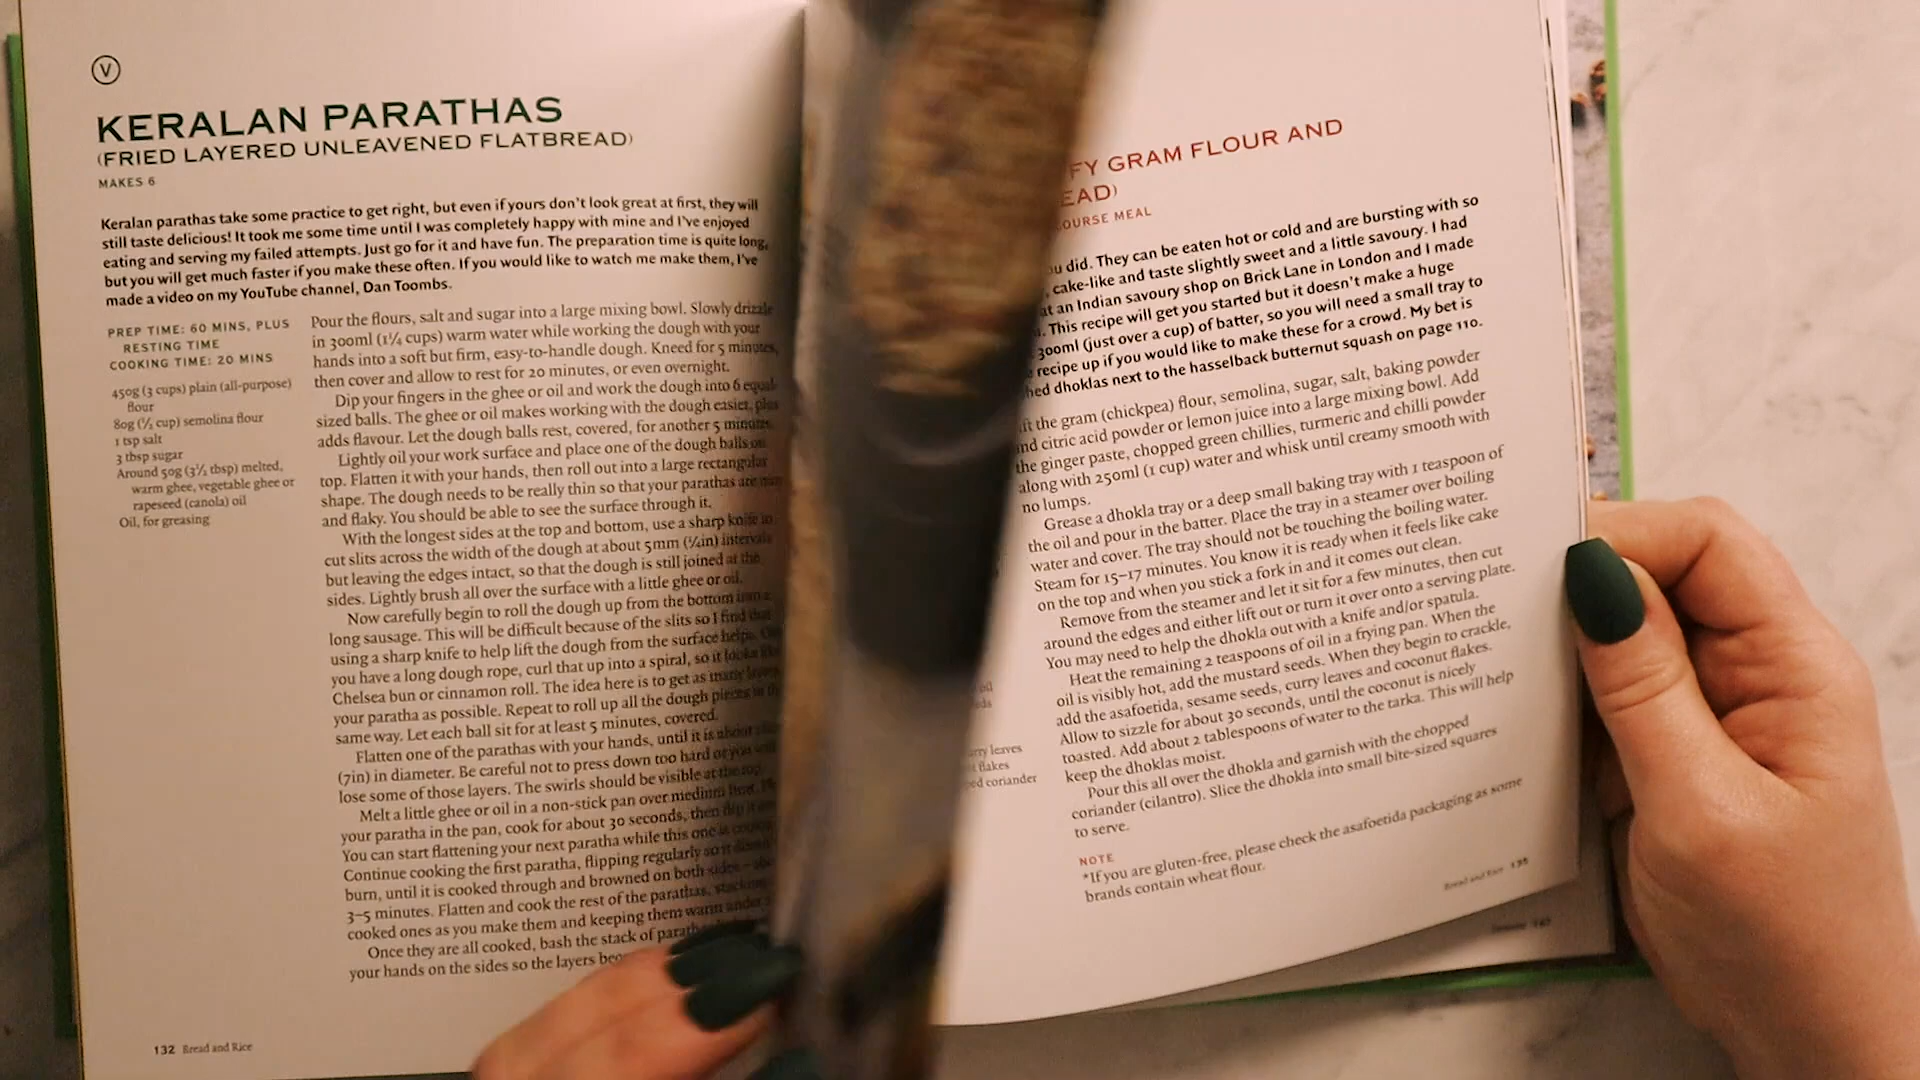 V
KERALAN PARATHAS
(FRIED LAYERED UNLEAVENED FLATBREAD)
MAKES 6
Keralan parathas take some practice to get right, but even if yours don't look great at first, they will
still taste delicious! It took me some time until I was completely happy with mine and I've enjoyed
eating and serving my failed attempts. Just go for it and have fun. The preparation time is quite long,
but you will get much faster if you make these often. If you would like to watch me make them, I've
made a video on my YouTube channel, Dan Toombs.
PREP TIME: 60 MINS, PLUS
RESTING TIME
COOKING TIME: 20 MINS
450g (3 cups) plain (all-purpose)
flour
80g (½ cup) semolina flour
1 tsp salt
3 tbsp sugar
Around 50g (3½ tbsp) melted,
warm ghee, vegetable ghee or
rapeseed (canola) oil
Oil, for greasing
Pour the flours, salt and sugar into a large mixing bowl. Slowly drizzle
in 300ml (1¼ cups) warm water while working the dough with your
hands into a soft but firm, easy-to-handle dough. Kneed for 5 minutes,
then cover and allow to rest for 20 minutes, or even overnight.
Dip your fingers in the ghee or oil and work the dough into 6 equal-
sized balls. The ghee or oil makes working with the dough easier, plus
adds flavour. Let the dough balls rest, covered, for another 5 minutes.
Lightly oil your work surface and place one of the dough balls on
top. Flatten it with your hands, then roll out into a large rectangular
shape. The dough needs to be really thin so that your parathas are
and flaky. You should be able to see the surface through it.
With the longest sides at the top and bottom, use a sharp knife to
cut slits across the width of the dough at about 5mm (¼in) intervals
but leaving the edges intact, so that the dough is still joined at the
sides. Lightly brush all over the surface with a little ghee or oil.
Now carefully begin to roll the dough up from the bottom into a
long sausage. This will be difficult because of the slits so I find that
using a sharp knife to help lift the dough from the surface helps.
you have a long dough rope, curl that up into a spiral, so it looks like
Chelsea bun or cinnamon roll. The idea here is to get as many layers
your paratha as possible. Repeat to roll up all the dough pieces in the
same way. Let each ball sit for at least 5 minutes, covered.
Flatten one of the parathas with your hands, until it is about
(7in) in diameter. Be careful not to press down too hard or you will
lose some of those layers. The swirls should be visible at the top.
Melt a little ghee or oil in a non-stick pan over medium heat.
your paratha in the pan, cook for about 30 seconds, then flip it
You can start flattening your next paratha while this one is
Continue cooking the first paratha, flipping regularly so it doesn't
burn, until it is cooked through and browned on both sides –
3–5 minutes. Flatten and cook the rest of the parathas, stacking
cooked ones as you make them and keeping them warm under
Once they are all cooked, bash the stack of
your hands on the sides so the layers
132 Bread and Rice
FY GRAM FLOUR AND
EAD)
OURSE MEAL
u did. They can be eaten hot or cold and are bursting with so
, cake-like and taste slightly sweet and a little savoury. I had
at an Indian savoury shop on Brick Lane in London and I made
. This recipe will get you started but it doesn't make a huge
300ml (just over a cup) of batter, so you will need a small tray to
recipe up if you would like to make these for a crowd. My bet is
hed dhoklas next to the hasselback butternut squash on page 110.
ift the gram (chickpea) flour, semolina, sugar, salt, baking powder
nd citric acid powder or lemon juice into a large mixing bowl. Add
the ginger paste, chopped green chillies, turmeric and chilli powder
along with 250ml (1 cup) water and whisk until creamy smooth with
no lumps.
Grease a dhokla tray or a deep small baking tray with 1 teaspoon of
the oil and pour in the batter. Place the tray in a steamer over boiling
water and cover. The tray should not be touching the boiling water.
Steam for 15–17 minutes. You know it is ready when it feels like cake
on the top and when you stick a fork in and it comes out clean.
Remove from the steamer and let it sit for a few minutes, then cut
around the edges and either lift out or turn it over onto a serving plate.
You may need to help the dhokla out with a knife and/or spatula.
Heat the remaining 2 teaspoons of oil in a frying pan. When the
oil is visibly hot, add the mustard seeds. When they begin to crackle,
add the asafoetida, sesame seeds, curry leaves and coconut flakes.
Allow to sizzle for about 30 seconds, until the coconut is nicely
toasted. Add about 2 tablespoons of water to the tarka. This will help
keep the dhoklas moist.
Pour this all over the dhokla and garnish with the chopped
coriander (cilantro). Slice the dhokla into small bite-sized squares
to serve.
oil
eds
rry leaves
t flakes
ed coriander
NOTE
*If you are gluten-free, please check the asafoetida packaging as some
brands contain wheat flour.
Bread and Rice 135